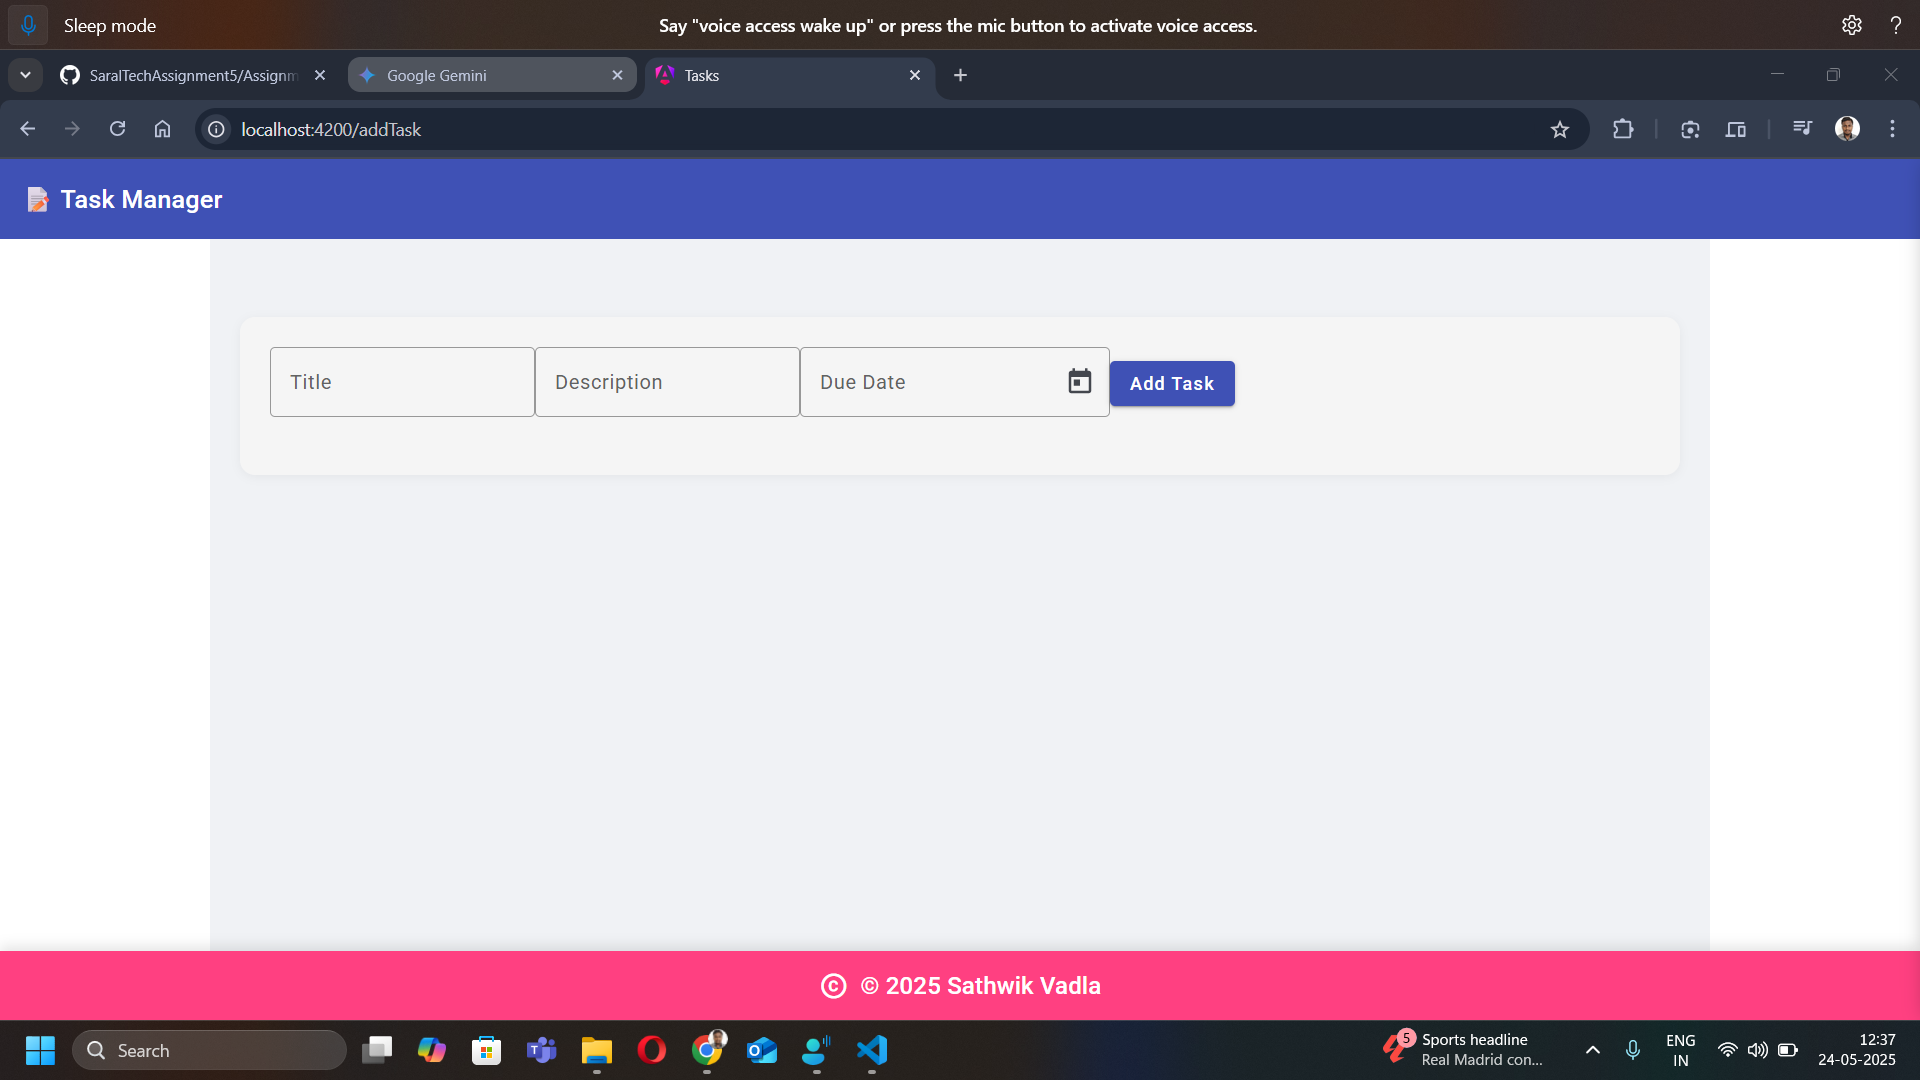 Sleep mode
Say "voice access wake up" or press the mic button to activate voice access.
SaralTechAssignment5/Assignm
Google Gemini
Tasks
localhost:4200/addTask
Task Manager
Title
Description
Due Date
Add Task
© © 2025 Sathwik Vadla
Search
5
Sports headline
Real Madrid con...
ENG
IN
12:37
24-05-2025